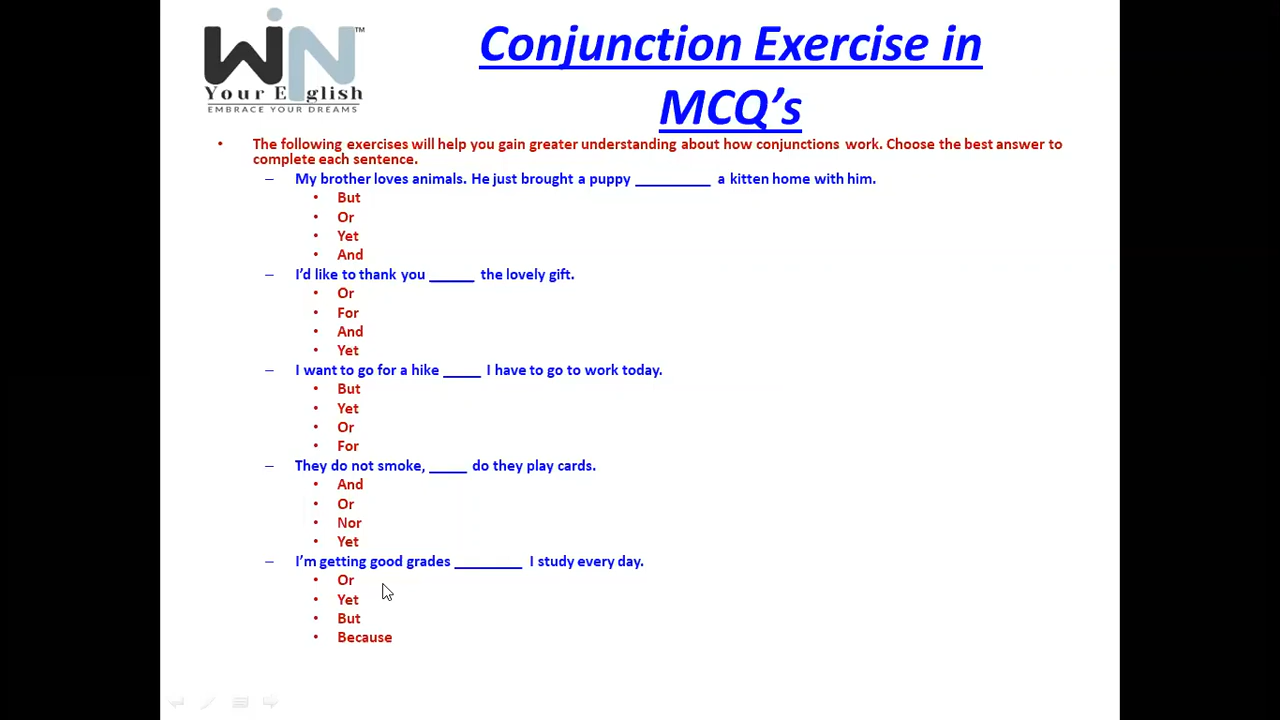 WiN™
Your English
EMBRACE YOUR DREAMS
Conjunction Exercise in
MCQ's
• The following exercises will help you gain greater understanding about how conjunctions work. Choose the best answer to
complete each sentence.
– My brother loves animals. He just brought a puppy _________ a kitten home with him.
• But
• Or
• Yet
• And
– I'd like to thank you _____ the lovely gift.
• Or
• For
• And
• Yet
– I want to go for a hike ____ I have to go to work today.
• But
• Yet
• Or
• For
– They do not smoke, ____ do they play cards.
• And
• Or
• Nor
• Yet
– I'm getting good grades ________ I study every day.
• Or
• Yet
• But
• Because